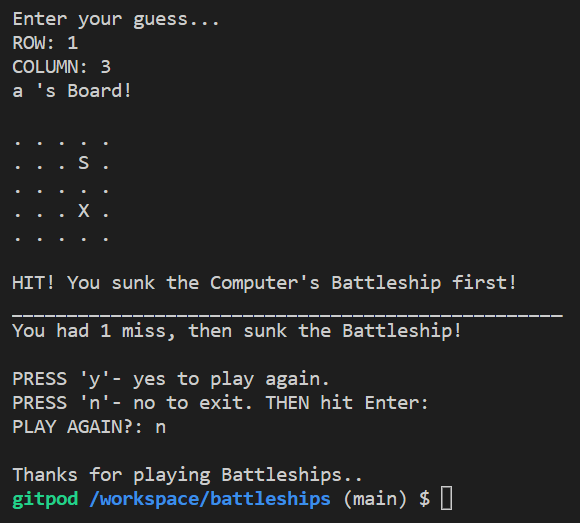 Enter your guess...
ROW: 1
COLUMN: 3
a 's Board!
. . . . .
. . . S .
. . . . .
. . . X .
. . . . .
HIT! You sunk the Computer's Battleship first!
__________________________________________________
You had 1 miss, then sunk the Battleship!
PRESS 'y'- yes to play again.
PRESS 'n'- no to exit. THEN hit Enter:
PLAY AGAIN?: n
Thanks for playing Battleships..
gitpod /workspace/battleships (main) $